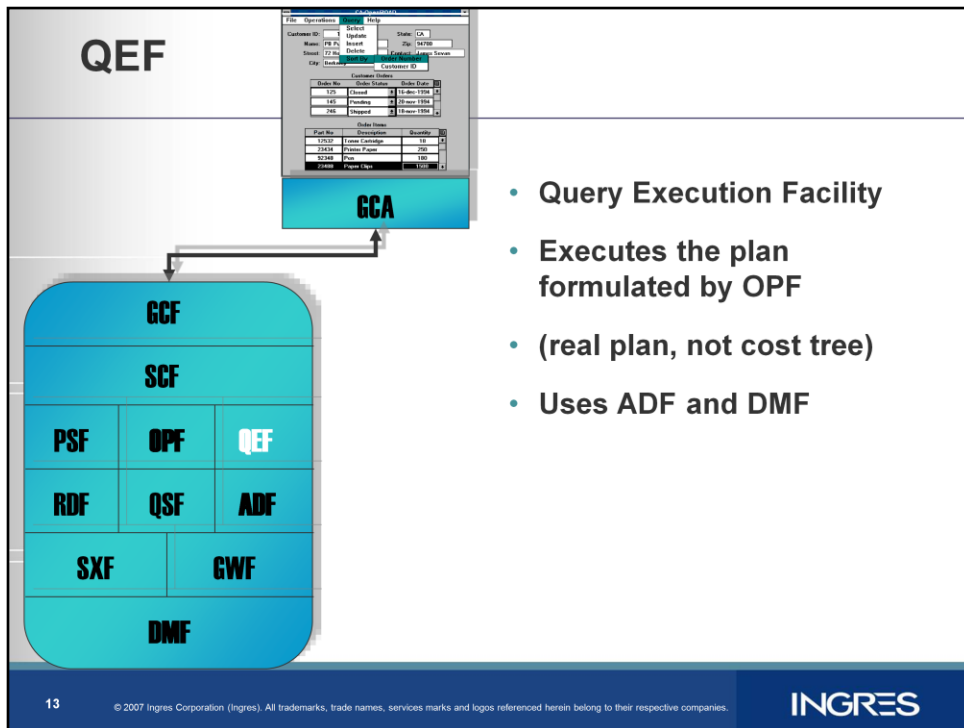 QEF
File Operations Query Help
Select
Update
Insert
Delete
Sort By Order Number
Customer ID
Customer ID: 1
State: CA
Name: PB
Zip: 94700
Street: 72
City:
Customer Orders
Order No Order Status Order Date
125 Closed 16-dec-1994
145 Pending 20-nov-1994
246 Shipped 18-nov-1994
Order Items
Part No Description Quantity
12532 Toner Cartridge 10
23434 Printer Paper 250
92340 Pen 100
23400 Paper Clips 1500
GCA
• Query Execution Facility
• Executes the plan
formulated by OPF
• (real plan, not cost tree)
• Uses ADF and DMF
GCF
SCF
PSF OPF QEF
RDF QSF ADF
SXF GWF
DMF
13
© 2007 Ingres Corporation (Ingres). All trademarks, trade names, services marks and logos referenced herein belong to their respective companies.
INGRES